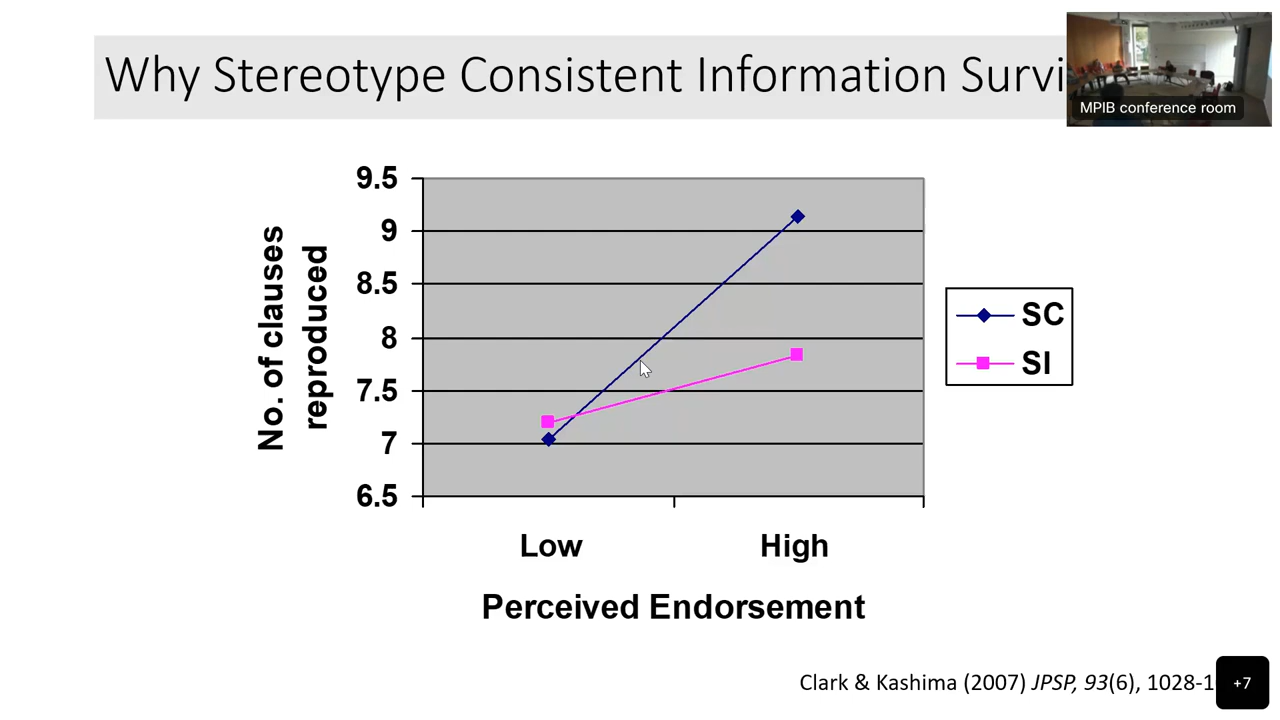 Why Stereotype Consistent Information Survi
MPIB conference room
9.5
9
8.5
8
7.5
7
6.5
No. of clauses
reproduced
SC
SI
Low
High
Perceived Endorsement
Clark & Kashima (2007) JPSP, 93(6), 1028-1
+7